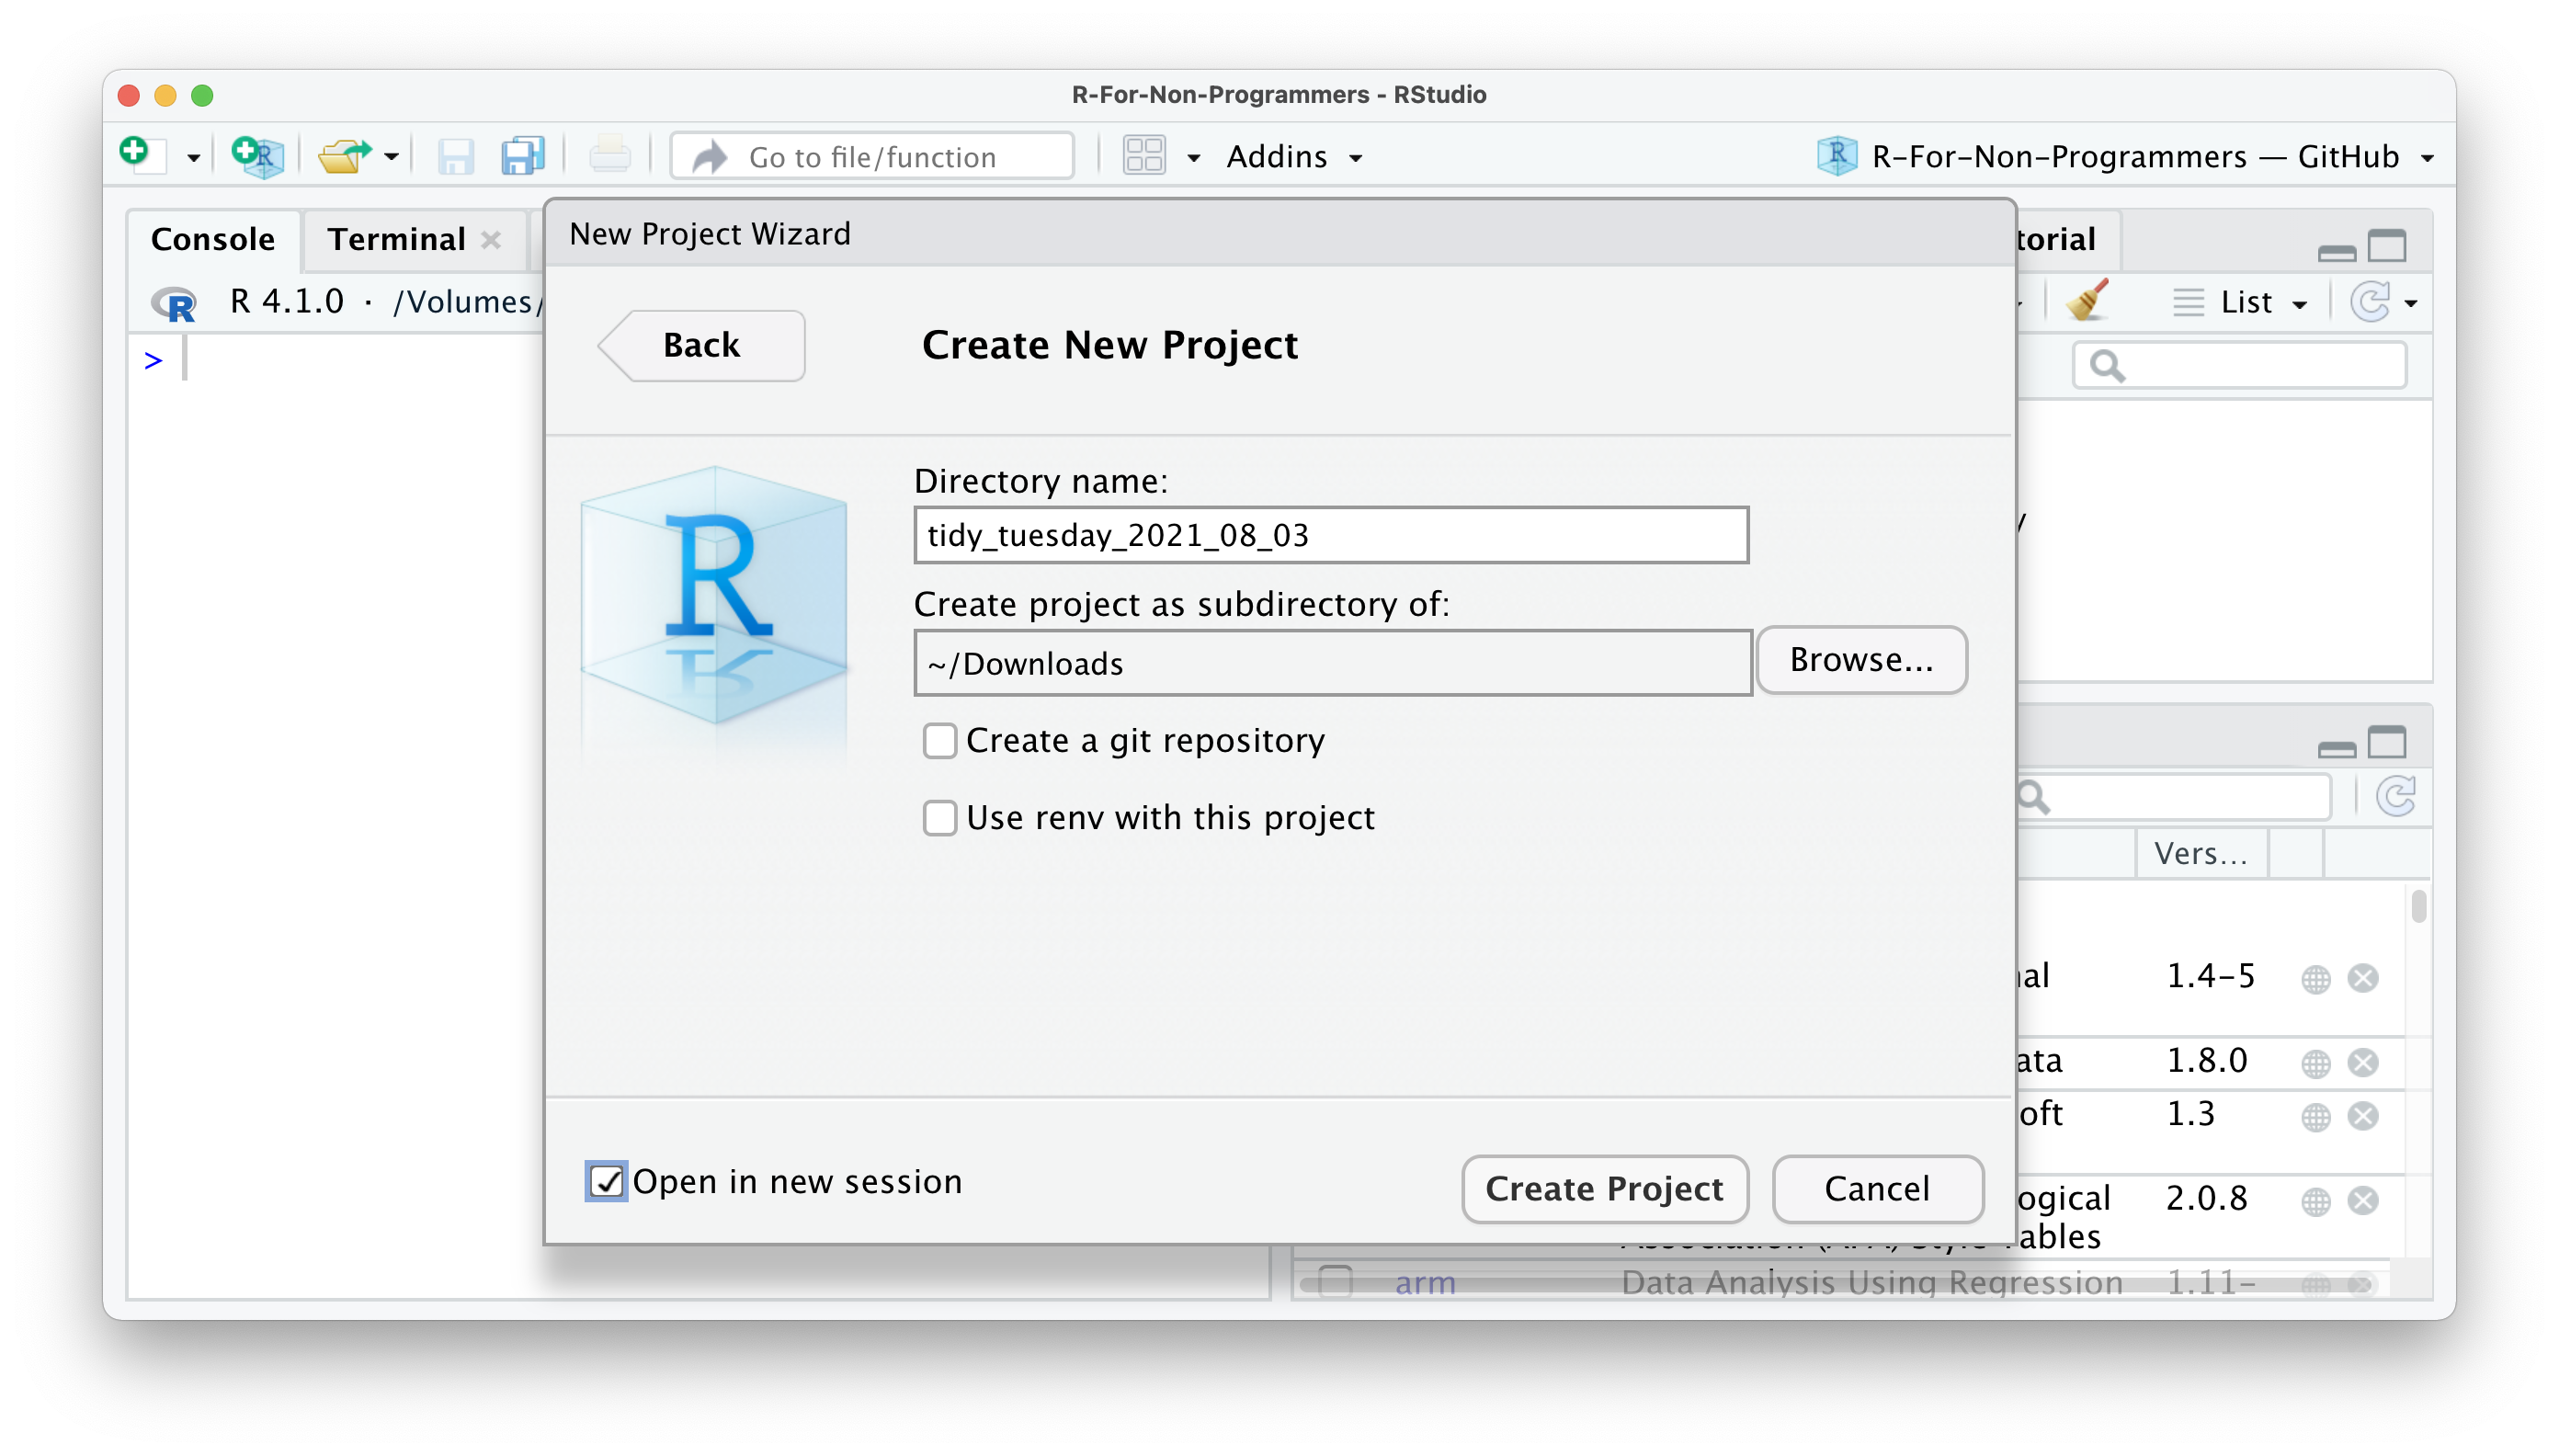 R-For-Non-Programmers - RStudio
Go to file/function
Addins
R-For-Non-Programmers — GitHub
Console
Terminal
torial
R 4.1.0 · /Volumes/
List
>
New Project Wizard
Back
Create New Project
R
Directory name:
tidy_tuesday_2021_08_03
Create project as subdirectory of:
~/Downloads
Browse...
Create a git repository
Use renv with this project
Open in new session
Create Project
Cancel
Vers...
al 1.4-5
ata 1.8.0
oft 1.3
ogical 2.0.8
ables
arm Data Analysis Using Regression 1.11-